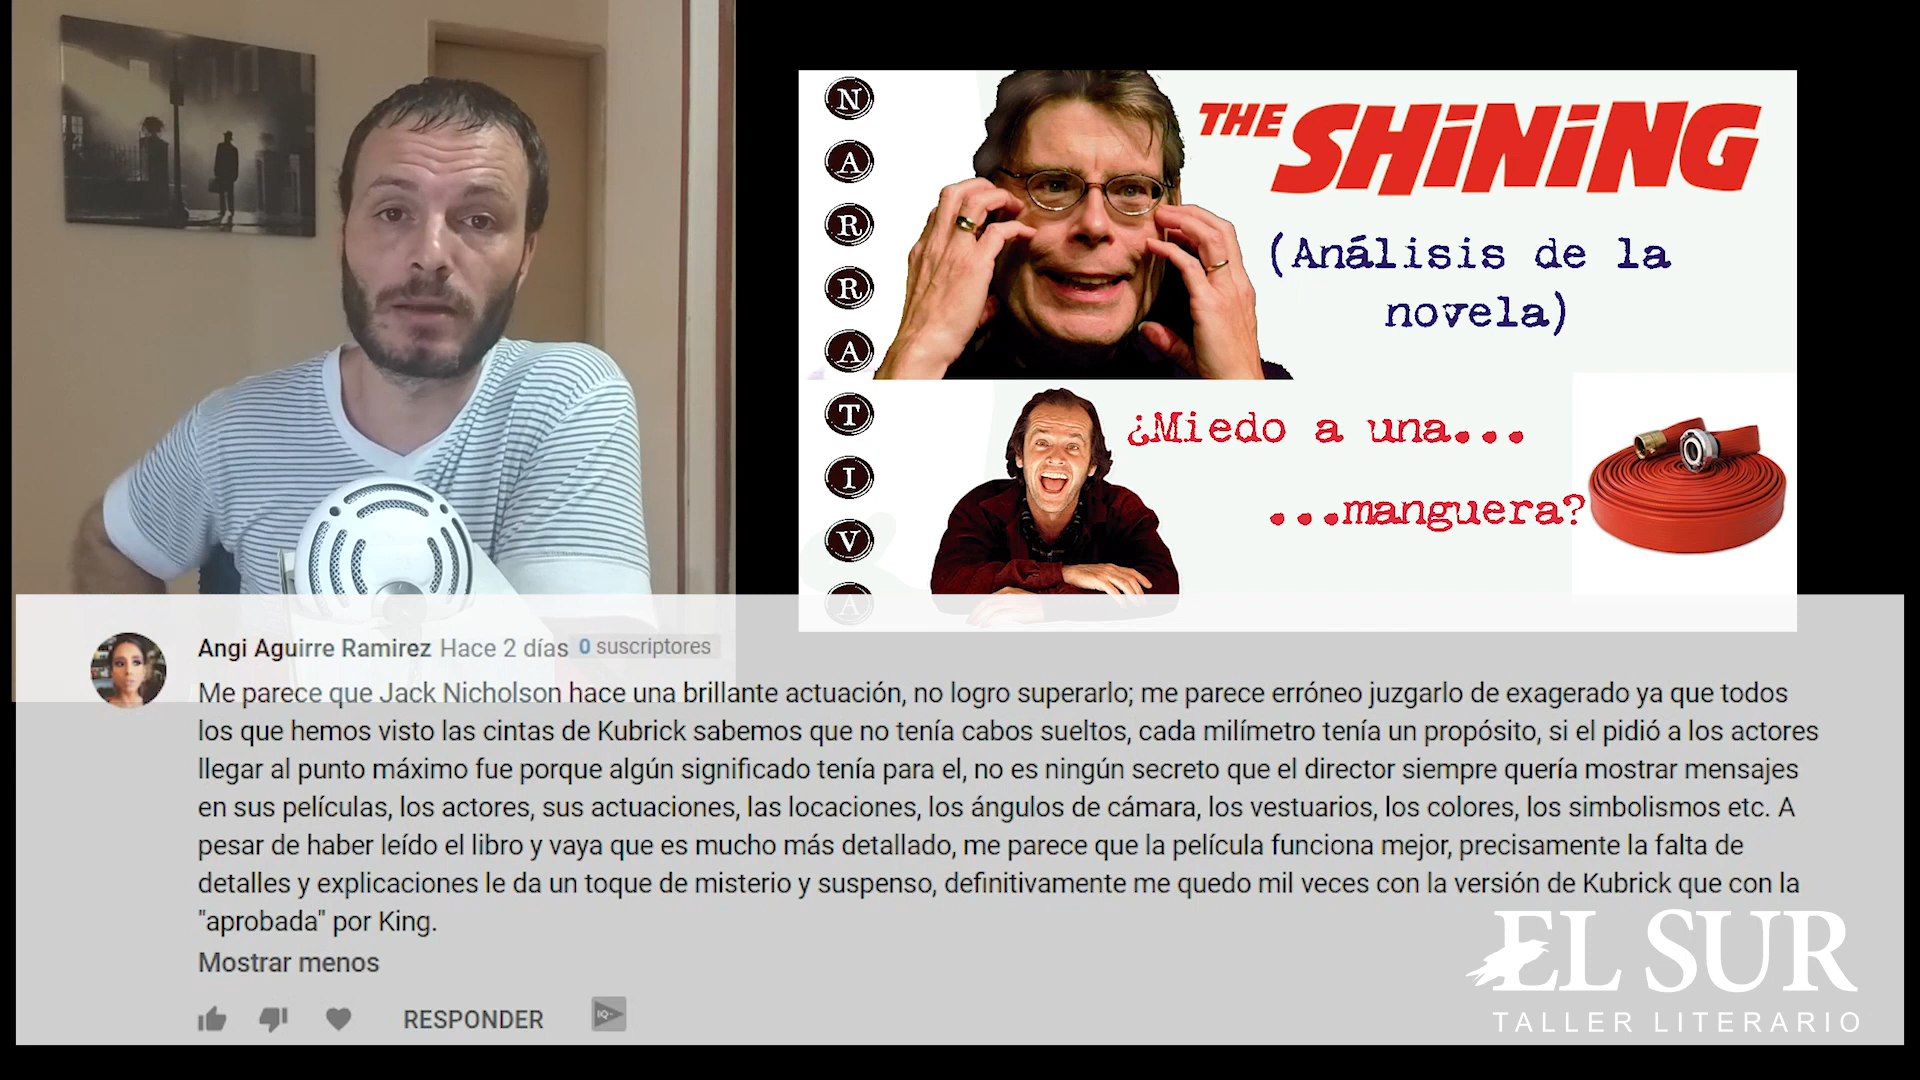 NARRATIVA
THE SHiNiNG
(Análisis de la
novela)
¿Miedo a una...
...manguera?
Angi Aguirre Ramirez Hace 2 días 0 suscriptores
Me parece que Jack Nicholson hace una brillante actuación, no logro superarlo; me parece erróneo juzgarlo de exagerado ya que todos
los que hemos visto las cintas de Kubrick sabemos que no tenía cabos sueltos, cada milímetro tenía un propósito, si el pidió a los actores
llegar al punto máximo fue porque algún significado tenía para el, no es ningún secreto que el director siempre quería mostrar mensajes
en sus películas, los actores, sus actuaciones, las locaciones, los ángulos de cámara, los vestuarios, los colores, los simbolismos etc. A
pesar de haber leído el libro y vaya que es mucho más detallado, me parece que la película funciona mejor, precisamente la falta de
detalles y explicaciones le da un toque de misterio y suspenso, definitivamente me quedo mil veces con la versión de Kubrick que con la
"aprobada" por King.
Mostrar menos
RESPONDER
IQ
EL SUR
TALLER LITERARIO